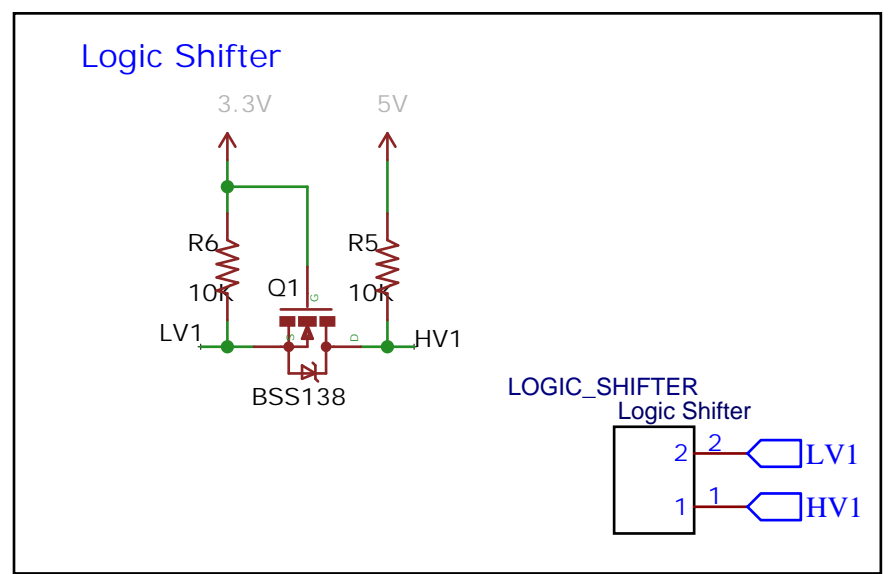 Logic Shifter
3.3V 5V
R6 R5
Q1 G
10K 10K
LV1 S D HV1
BSS138
LOGIC_SHIFTER
Logic Shifter
2 2 LV1
1 1 HV1